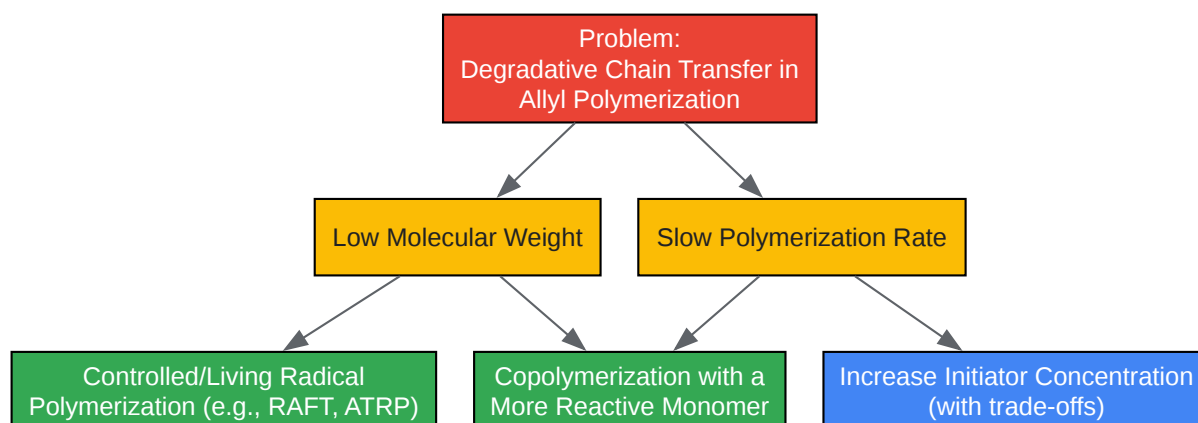 Problem:
Degradative Chain Transfer in
Allyl Polymerization
Low Molecular Weight
Slow Polymerization Rate
Controlled/Living Radical
Polymerization (e.g., RAFT, ATRP)
Copolymerization with a
More Reactive Monomer
Increase Initiator Concentration
(with trade-offs)